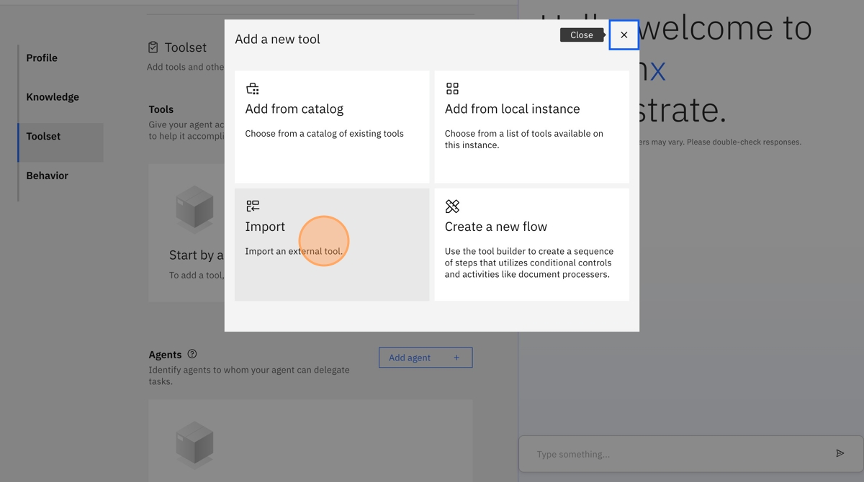 Profile
Knowledge
Toolset
Behavior
Toolset
Add tools and othe
Tools
Give your agent ac
to help it accompli
Start by a
To add a tool,
Agents
Identify agents to whom your agent can delegate
tasks.
Add agent +
Add a new tool
Close
Add from catalog
Choose from a catalog of existing tools
Add from local instance
Choose from a list of tools available on
this instance.
Import
Import an external tool.
Create a new flow
Use the tool builder to create a sequence
of steps that utilizes conditional controls
and activities like document processers.
welcome to
x
strate.
ers may vary. Please double-check responses.
Type something...